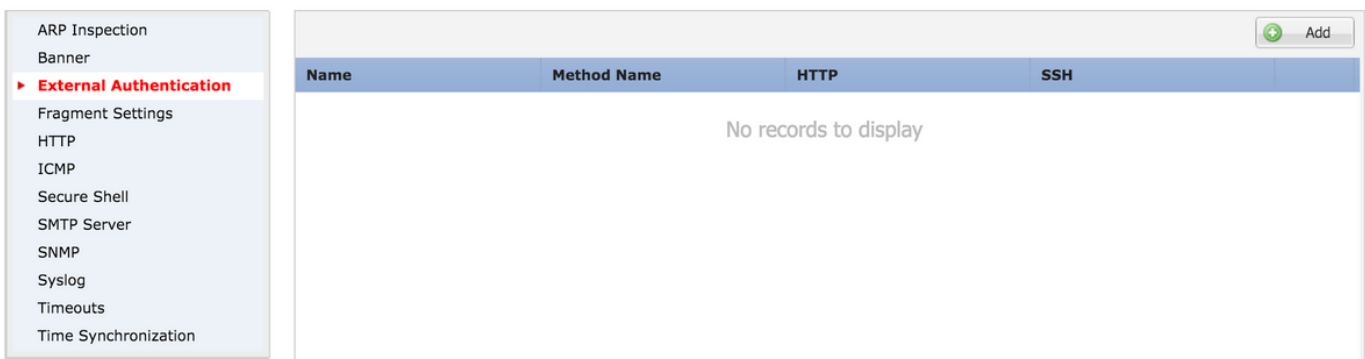 ARP Inspection
Banner
External Authentication
Fragment Settings
HTTP
ICMP
Secure Shell
SMTP Server
SNMP
Syslog
Timeouts
Time Synchronization
Add
Name Method Name HTTP SSH
No records to display